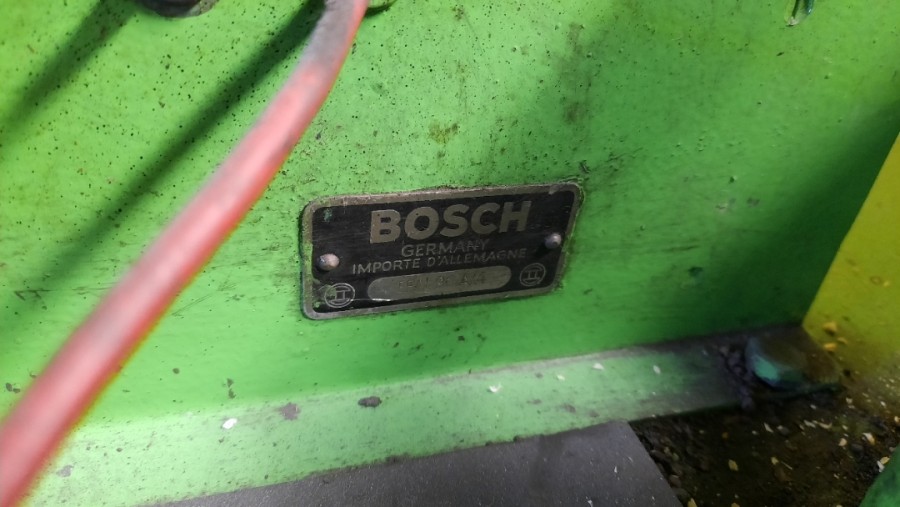 BOSCH
GERMANY
IMPORTE D'ALLEMAGNE